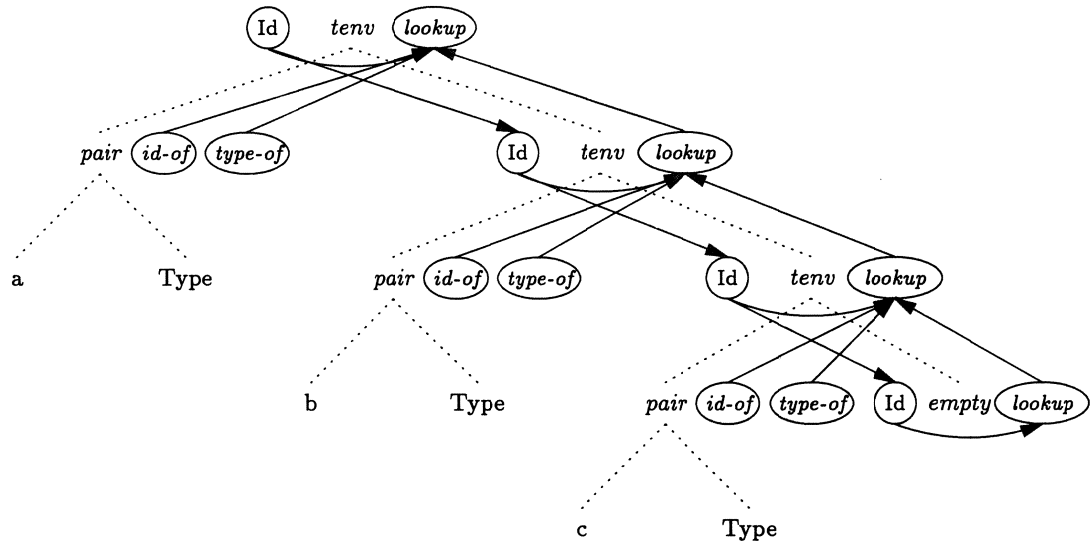 Id tenv lookup
pair id-of type-of Id tenv lookup
a Type pair id-of type-of Id tenv lookup
b Type pair id-of type-of Id empty lookup
c Type